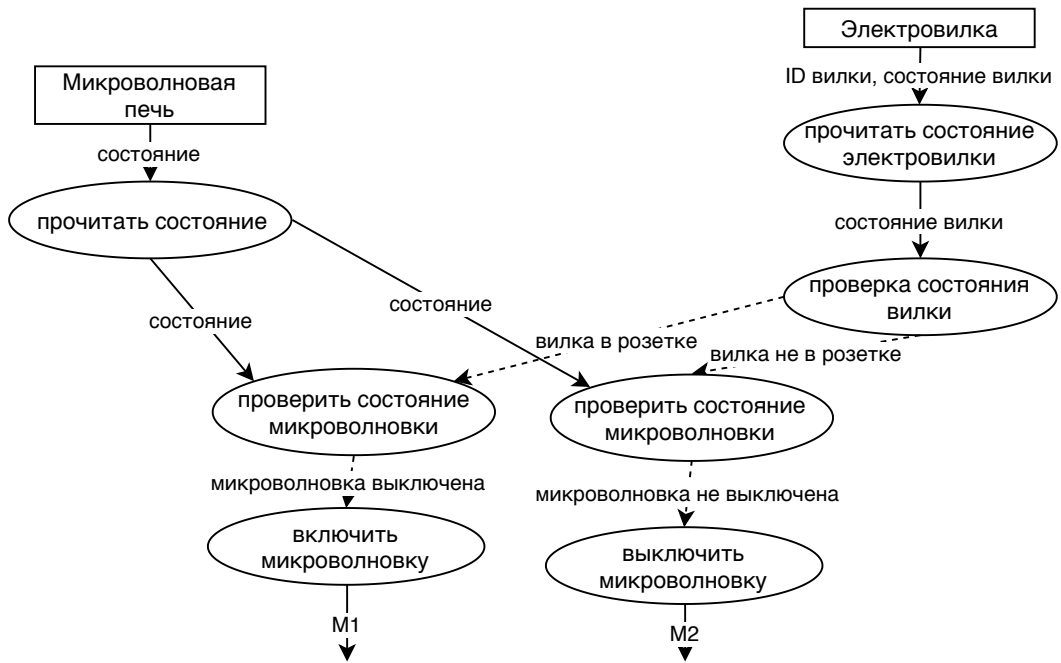 Электровилка
ID вилки, состояние вилки
Микроволновая
печь
прочитать состояние
электровилки
состояние
прочитать состояние
состояние вилки
проверка состояния
вилки
состояние
состояние
вилка в розетке
вилка не в розетке
проверить состояние
микроволновки
проверить состояние
микроволновки
микроволновка выключена
микроволновка не выключена
включить
микроволновку
выключить
микроволновку
М1
М2